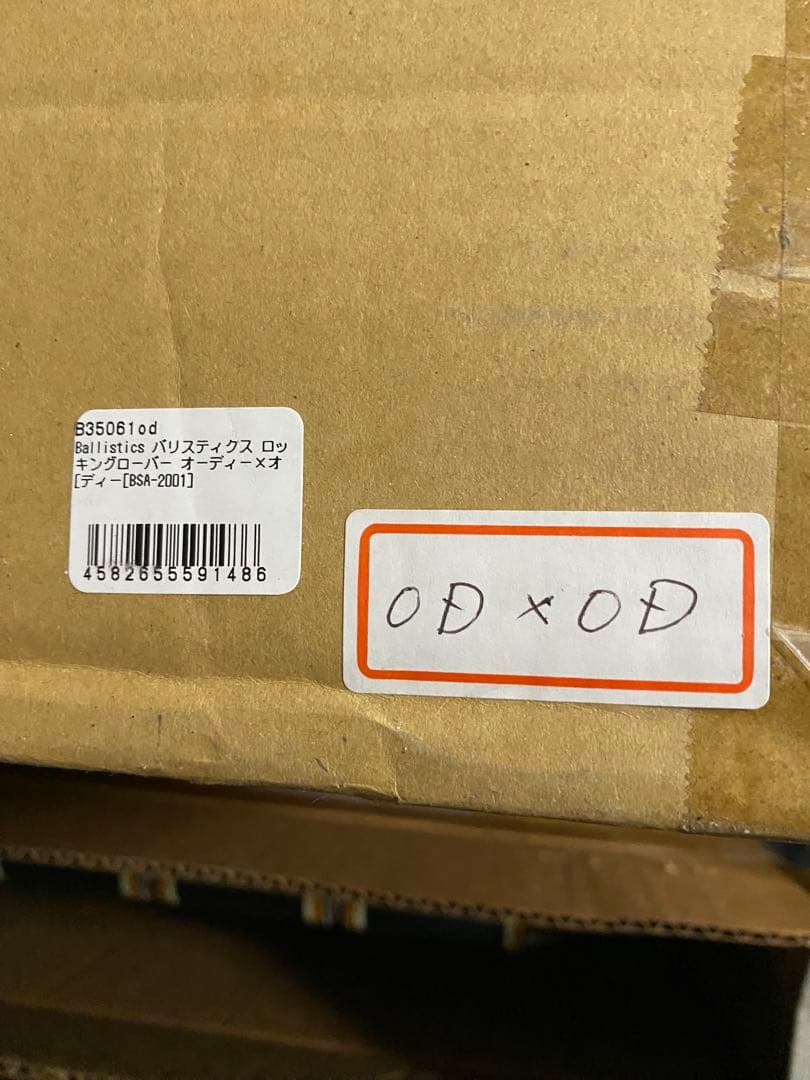 B35061od
Ballistics バリスティクス ロッ
キングローバー オーディー×オ
ディー[BSA-2001]
4582655591486
OD×OD